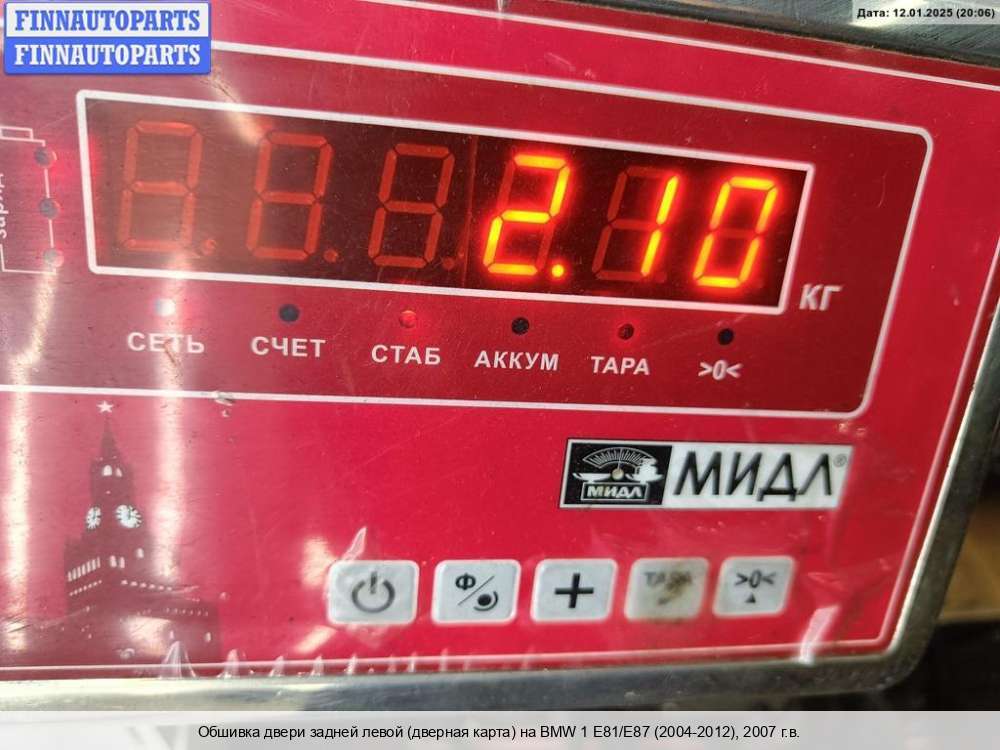 FINNAUTOPARTS
FINNAUTOPARTS
Дата: 12.01.2025 (20:06)
2.10
КГ
СЕТЬ СЧЕТ СТАБ АККУМ ТАРА >0<
МИДЛ МИДЛ®
Ф
ТАРА >0<
Обшивка двери задней левой (дверная карта) на BMW 1 E81/E87 (2004-2012), 2007 г.в.